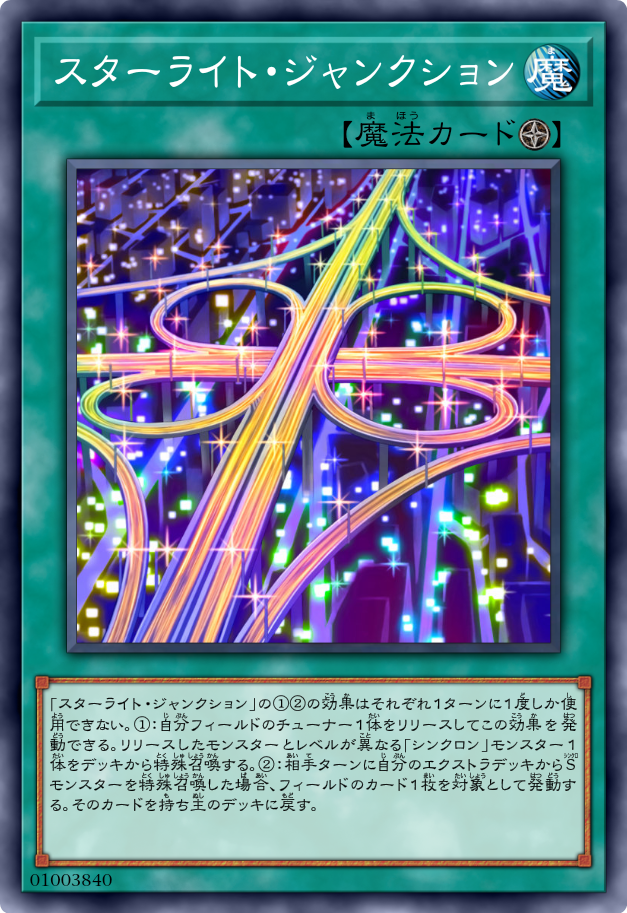 スターライト・ジャンクション 魔
【魔法カード】
「スターライト・ジャンクション」の①②の効果はそれぞれ1ターンに1度しか使
用できない。①:自分フィールドのチューナー1体をリリースしてこの効果を発
動できる。リリースしたモンスターとレベルが異なる「シンクロン」モンスター1
体をデッキから特殊召喚する。②:相手ターンに自分のエクストラデッキからS
モンスターを特殊召喚した場合、フィールドのカード1枚を対象として発動す
る。そのカードを持ち主のデッキに戻す。
01003840